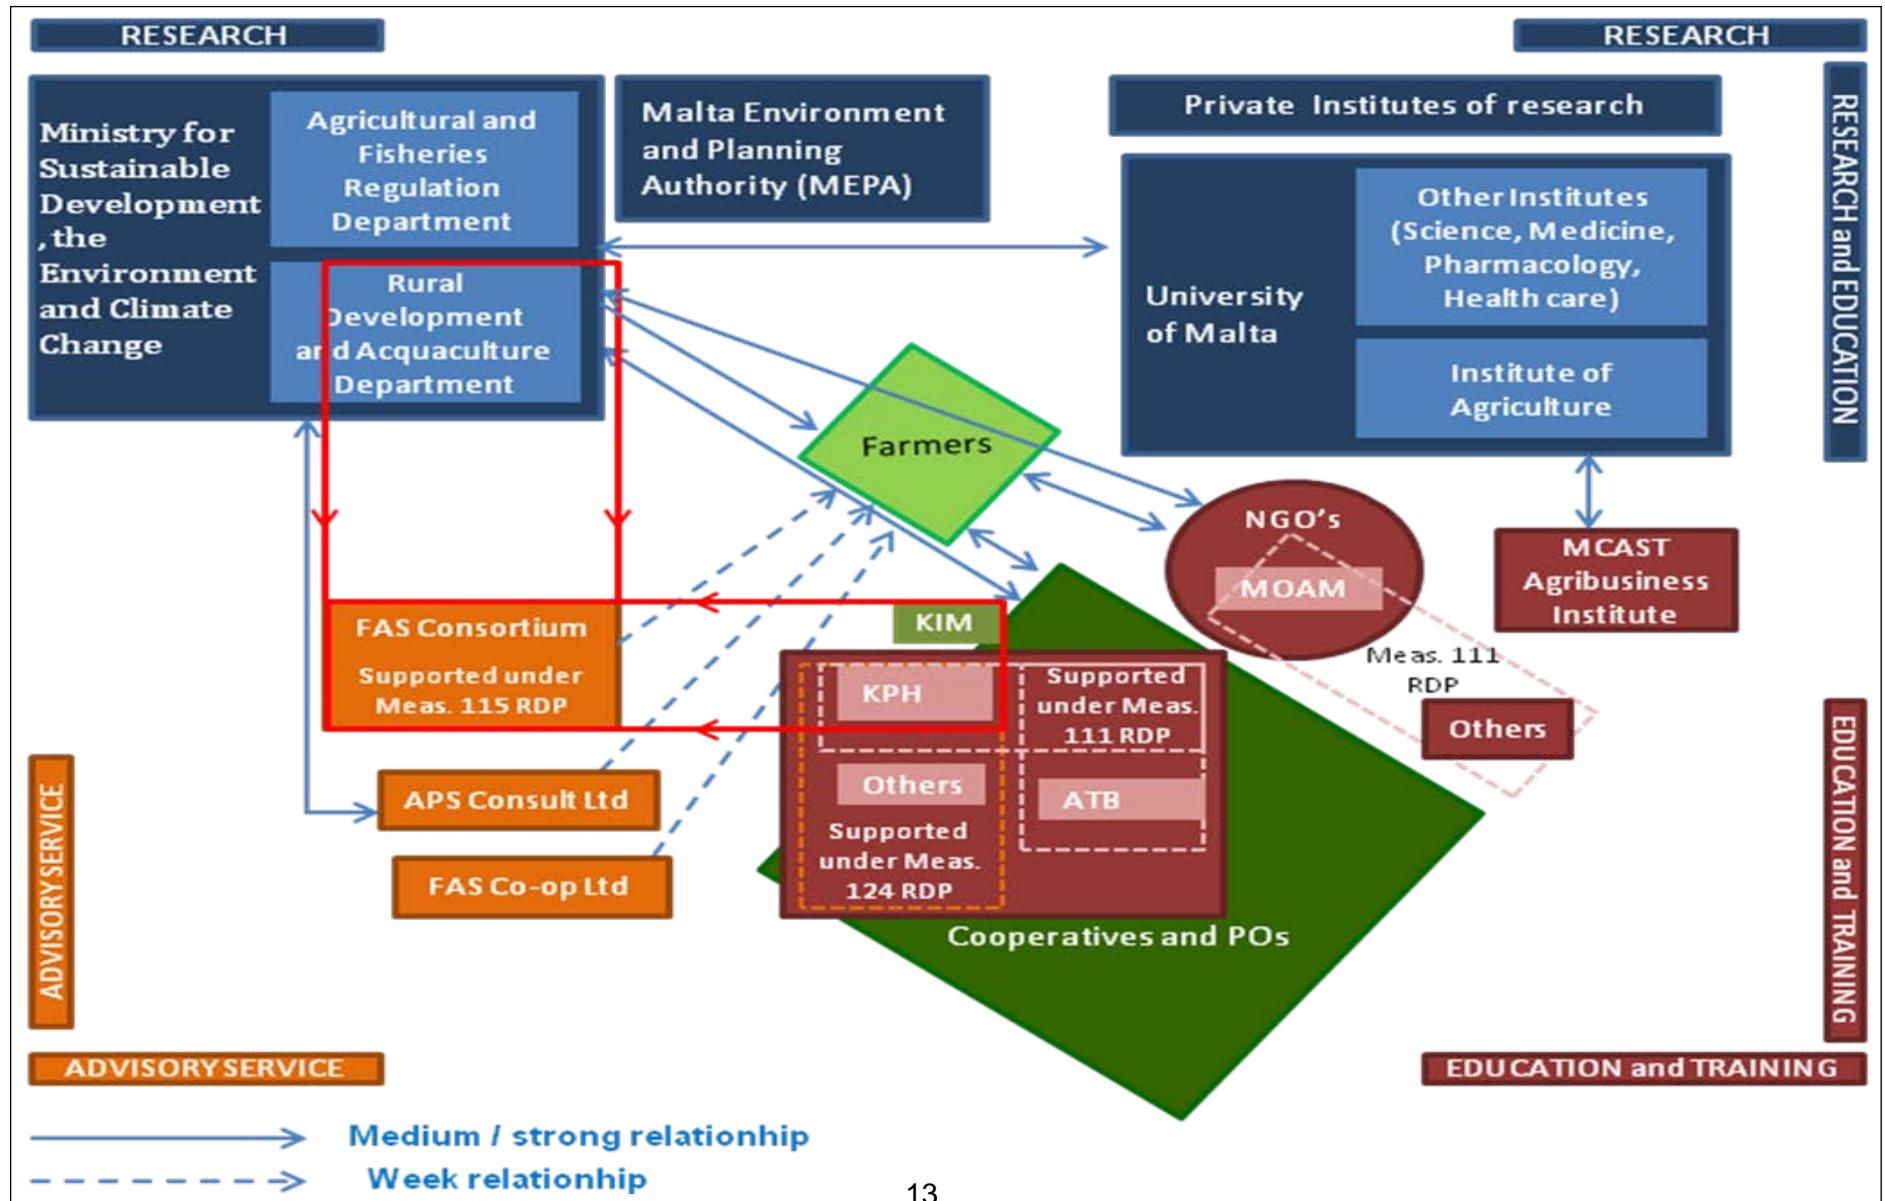 RESEARCH
RESEARCH
Ministry for
Sustainable
Development
, the
Environment
and Climate
Change
Agricultural and
Fisheries
Regulation
Department
Rural
Development
and Acquaculture
Department
Malta Environment
and Planning
Authority (MEPA)
Private Institutes of research
University
of Malta
Other Institutes
(Science, Medicine,
Pharmacology,
Health care)
Institute of
Agriculture
RESEARCH and EDUCATION
Farmers
NGO's
MOAM
MCAST
Agribusiness
Institute
Meas. 111
RDP
Others
FAS Consortium
Supported under
Meas. 115 RDP
KIM
KPH
Supported
under Meas.
111 RDP
Others
ATB
Supported
under Meas.
124 RDP
Cooperatives and POs
APS Consult Ltd
FAS Co-op Ltd
ADVISORY SERVICE
ADVISORY SERVICE
EDUCATION and TRAINING
EDUCATION and TRAINING
Medium / strong relationhip
Week relationhip
13